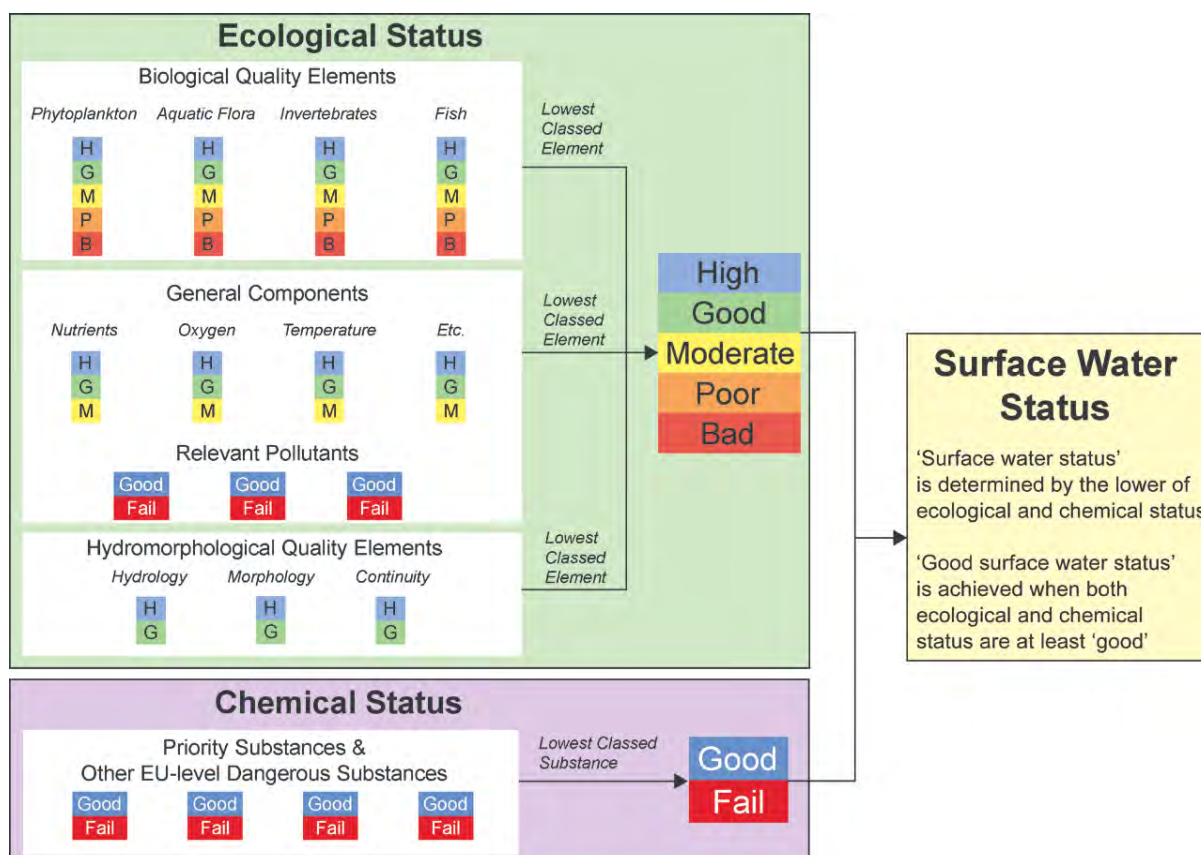 Ecological Status
Biological Quality Elements
Phytoplankton Aquatic Flora Invertebrates Fish
H H H H
G G G G
M M M M
P P P P
B B B B
Lowest
Classed
Element
General Components
Nutrients Oxygen Temperature Etc.
H H H H
G G G G
M M M M
Relevant Pollutants
Good Good Good
Fail Fail Fail
Lowest
Classed
Element
Hydromorphological Quality Elements
Hydrology Morphology Continuity
H H H
G G G
Lowest
Classed
Element
High
Good
Moderate
Poor
Bad
Chemical Status
Priority Substances &
Other EU-level Dangerous Substances
Good Good Good Good
Fail Fail Fail Fail
Lowest Classed
Substance
Good
Fail
Surface Water
Status
‘Surface water status’
is determined by the lower of
ecological and chemical status
‘Good surface water status’
is achieved when both
ecological and chemical
status are at least ‘good’